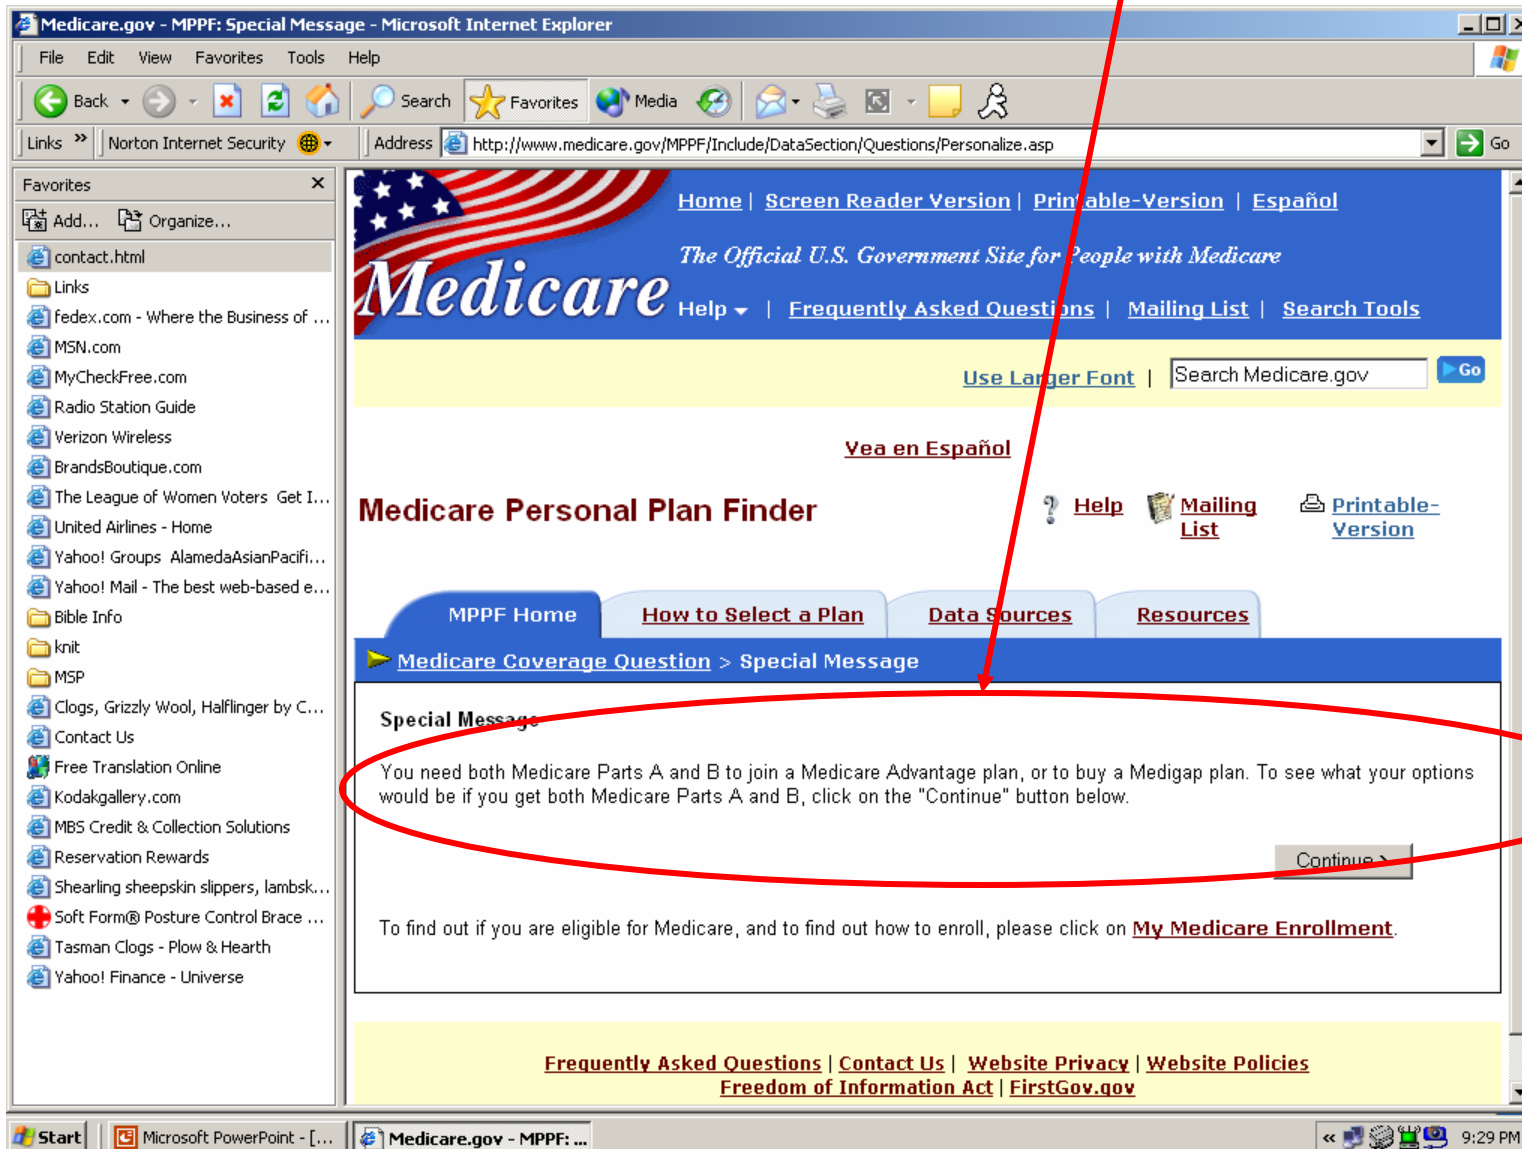 Medicare.gov - MPPF: Special Message - Microsoft Internet Explorer
File Edit View Favorites Tools Help
Back Search Favorites Media
Links » Norton Internet Security Address http://www.medicare.gov/MPPF/Include/DataSection/Questions/Personalize.asp Go
Favorites x
Add... Organize...
contact.html
Links
fedex.com - Where the Business of ...
MSN.com
MyCheckFree.com
Radio Station Guide
Verizon Wireless
BrandsBoutique.com
The League of Women Voters Get I...
United Airlines - Home
Yahoo! Groups AlamedaAsianPacifi...
Yahoo! Mail - The best web-based e...
Bible Info
knit
MSP
Clogs, Grizzly Wool, Halflinger by C...
Contact Us
Free Translation Online
Kodakgallery.com
MBS Credit & Collection Solutions
Reservation Rewards
Shearling sheepskin slippers, lambsk...
Soft Form® Posture Control Brace ...
Tasman Clogs - Plow & Hearth
Yahoo! Finance - Universe
Home | Screen Reader Version | Printable-Version | Español
The Official U.S. Government Site for People with Medicare
Medicare
Help | Frequently Asked Questions | Mailing List | Search Tools
Use Larger Font | Search Medicare.gov Go
Vea en Español
Medicare Personal Plan Finder
Help Mailing List Printable-Version
MPPF Home How to Select a Plan Data Sources Resources
Medicare Coverage Question > Special Message
Special Message
You need both Medicare Parts A and B to join a Medicare Advantage plan, or to buy a Medigap plan. To see what your options
would be if you get both Medicare Parts A and B, click on the "Continue" button below.
Continue >
To find out if you are eligible for Medicare, and to find out how to enroll, please click on My Medicare Enrollment.
Frequently Asked Questions | Contact Us | Website Privacy | Website Policies
Freedom of Information Act | FirstGov.gov
Start Microsoft PowerPoint - [... Medicare.gov - MPPF: ... « 9:29 PM